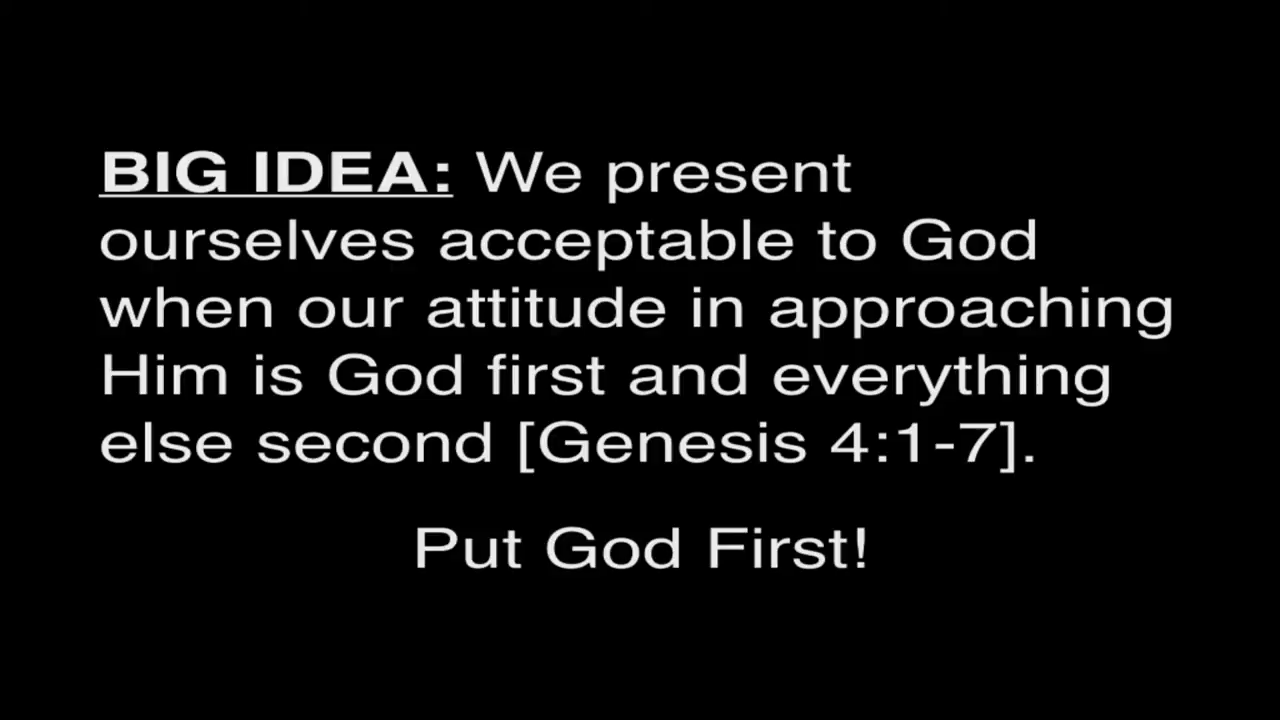 BIG IDEA: We present
ourselves acceptable to God
when our attitude in approaching
Him is God first and everything
else second [Genesis 4:1-7].
Put God First!